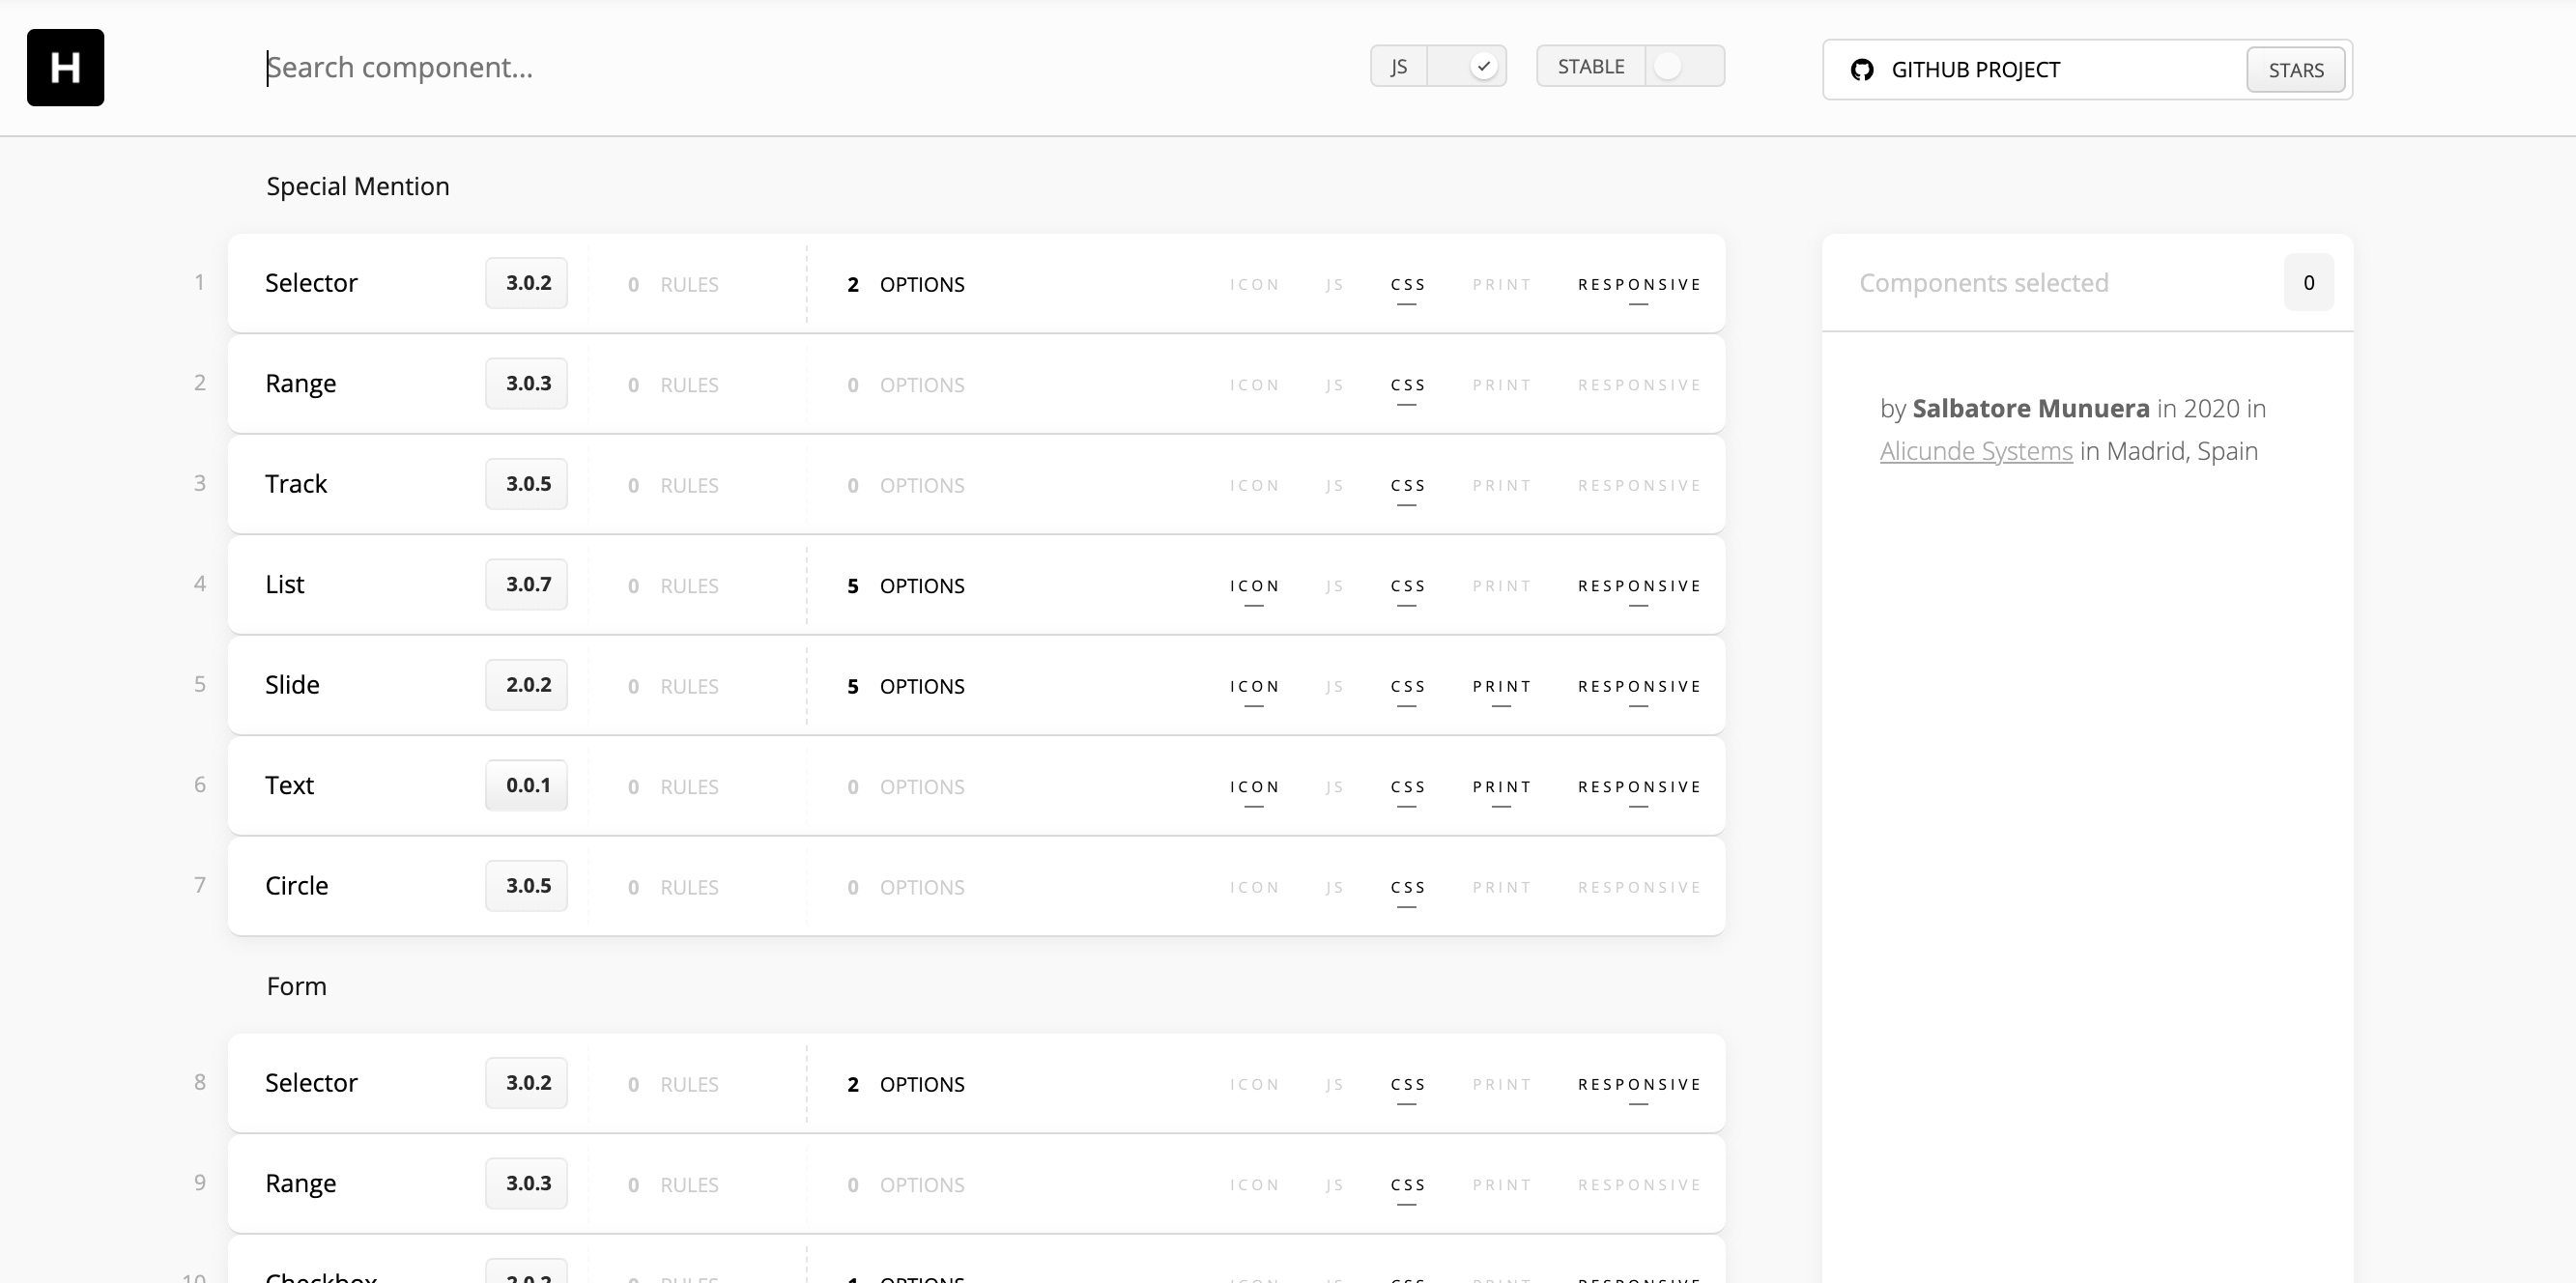 H
Search component...
JS
STABLE
GITHUB PROJECT
STARS
Special Mention
1 Selector 3.0.2 0 RULES 2 OPTIONS ICON JS CSS PRINT RESPONSIVE
2 Range 3.0.3 0 RULES 0 OPTIONS ICON JS CSS PRINT RESPONSIVE
3 Track 3.0.5 0 RULES 0 OPTIONS ICON JS CSS PRINT RESPONSIVE
4 List 3.0.7 0 RULES 5 OPTIONS ICON JS CSS PRINT RESPONSIVE
5 Slide 2.0.2 0 RULES 5 OPTIONS ICON JS CSS PRINT RESPONSIVE
6 Text 0.0.1 0 RULES 0 OPTIONS ICON JS CSS PRINT RESPONSIVE
7 Circle 3.0.5 0 RULES 0 OPTIONS ICON JS CSS PRINT RESPONSIVE
Form
8 Selector 3.0.2 0 RULES 2 OPTIONS ICON JS CSS PRINT RESPONSIVE
9 Range 3.0.3 0 RULES 0 OPTIONS ICON JS CSS PRINT RESPONSIVE
10 Checkbox OPTIONS
Components selected 0
by Salbatore Munuera in 2020 in
Alicunde Systems in Madrid, Spain